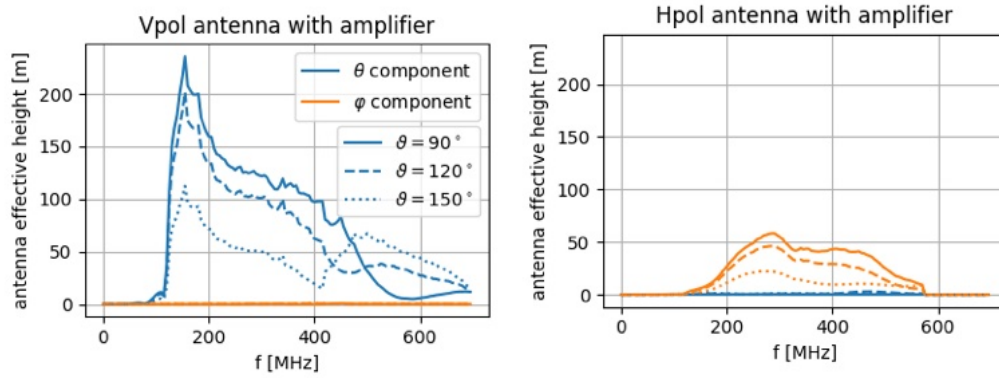 Vpol antenna with amplifier
antenna effective height [m]
200
150
100
50
0
θ component
φ component
ϑ = 90°
ϑ = 120°
ϑ = 150°
0
200
400
600
f [MHz]
Hpol antenna with amplifier
antenna effective height [m]
200
150
100
50
0
0
200
400
600
f [MHz]